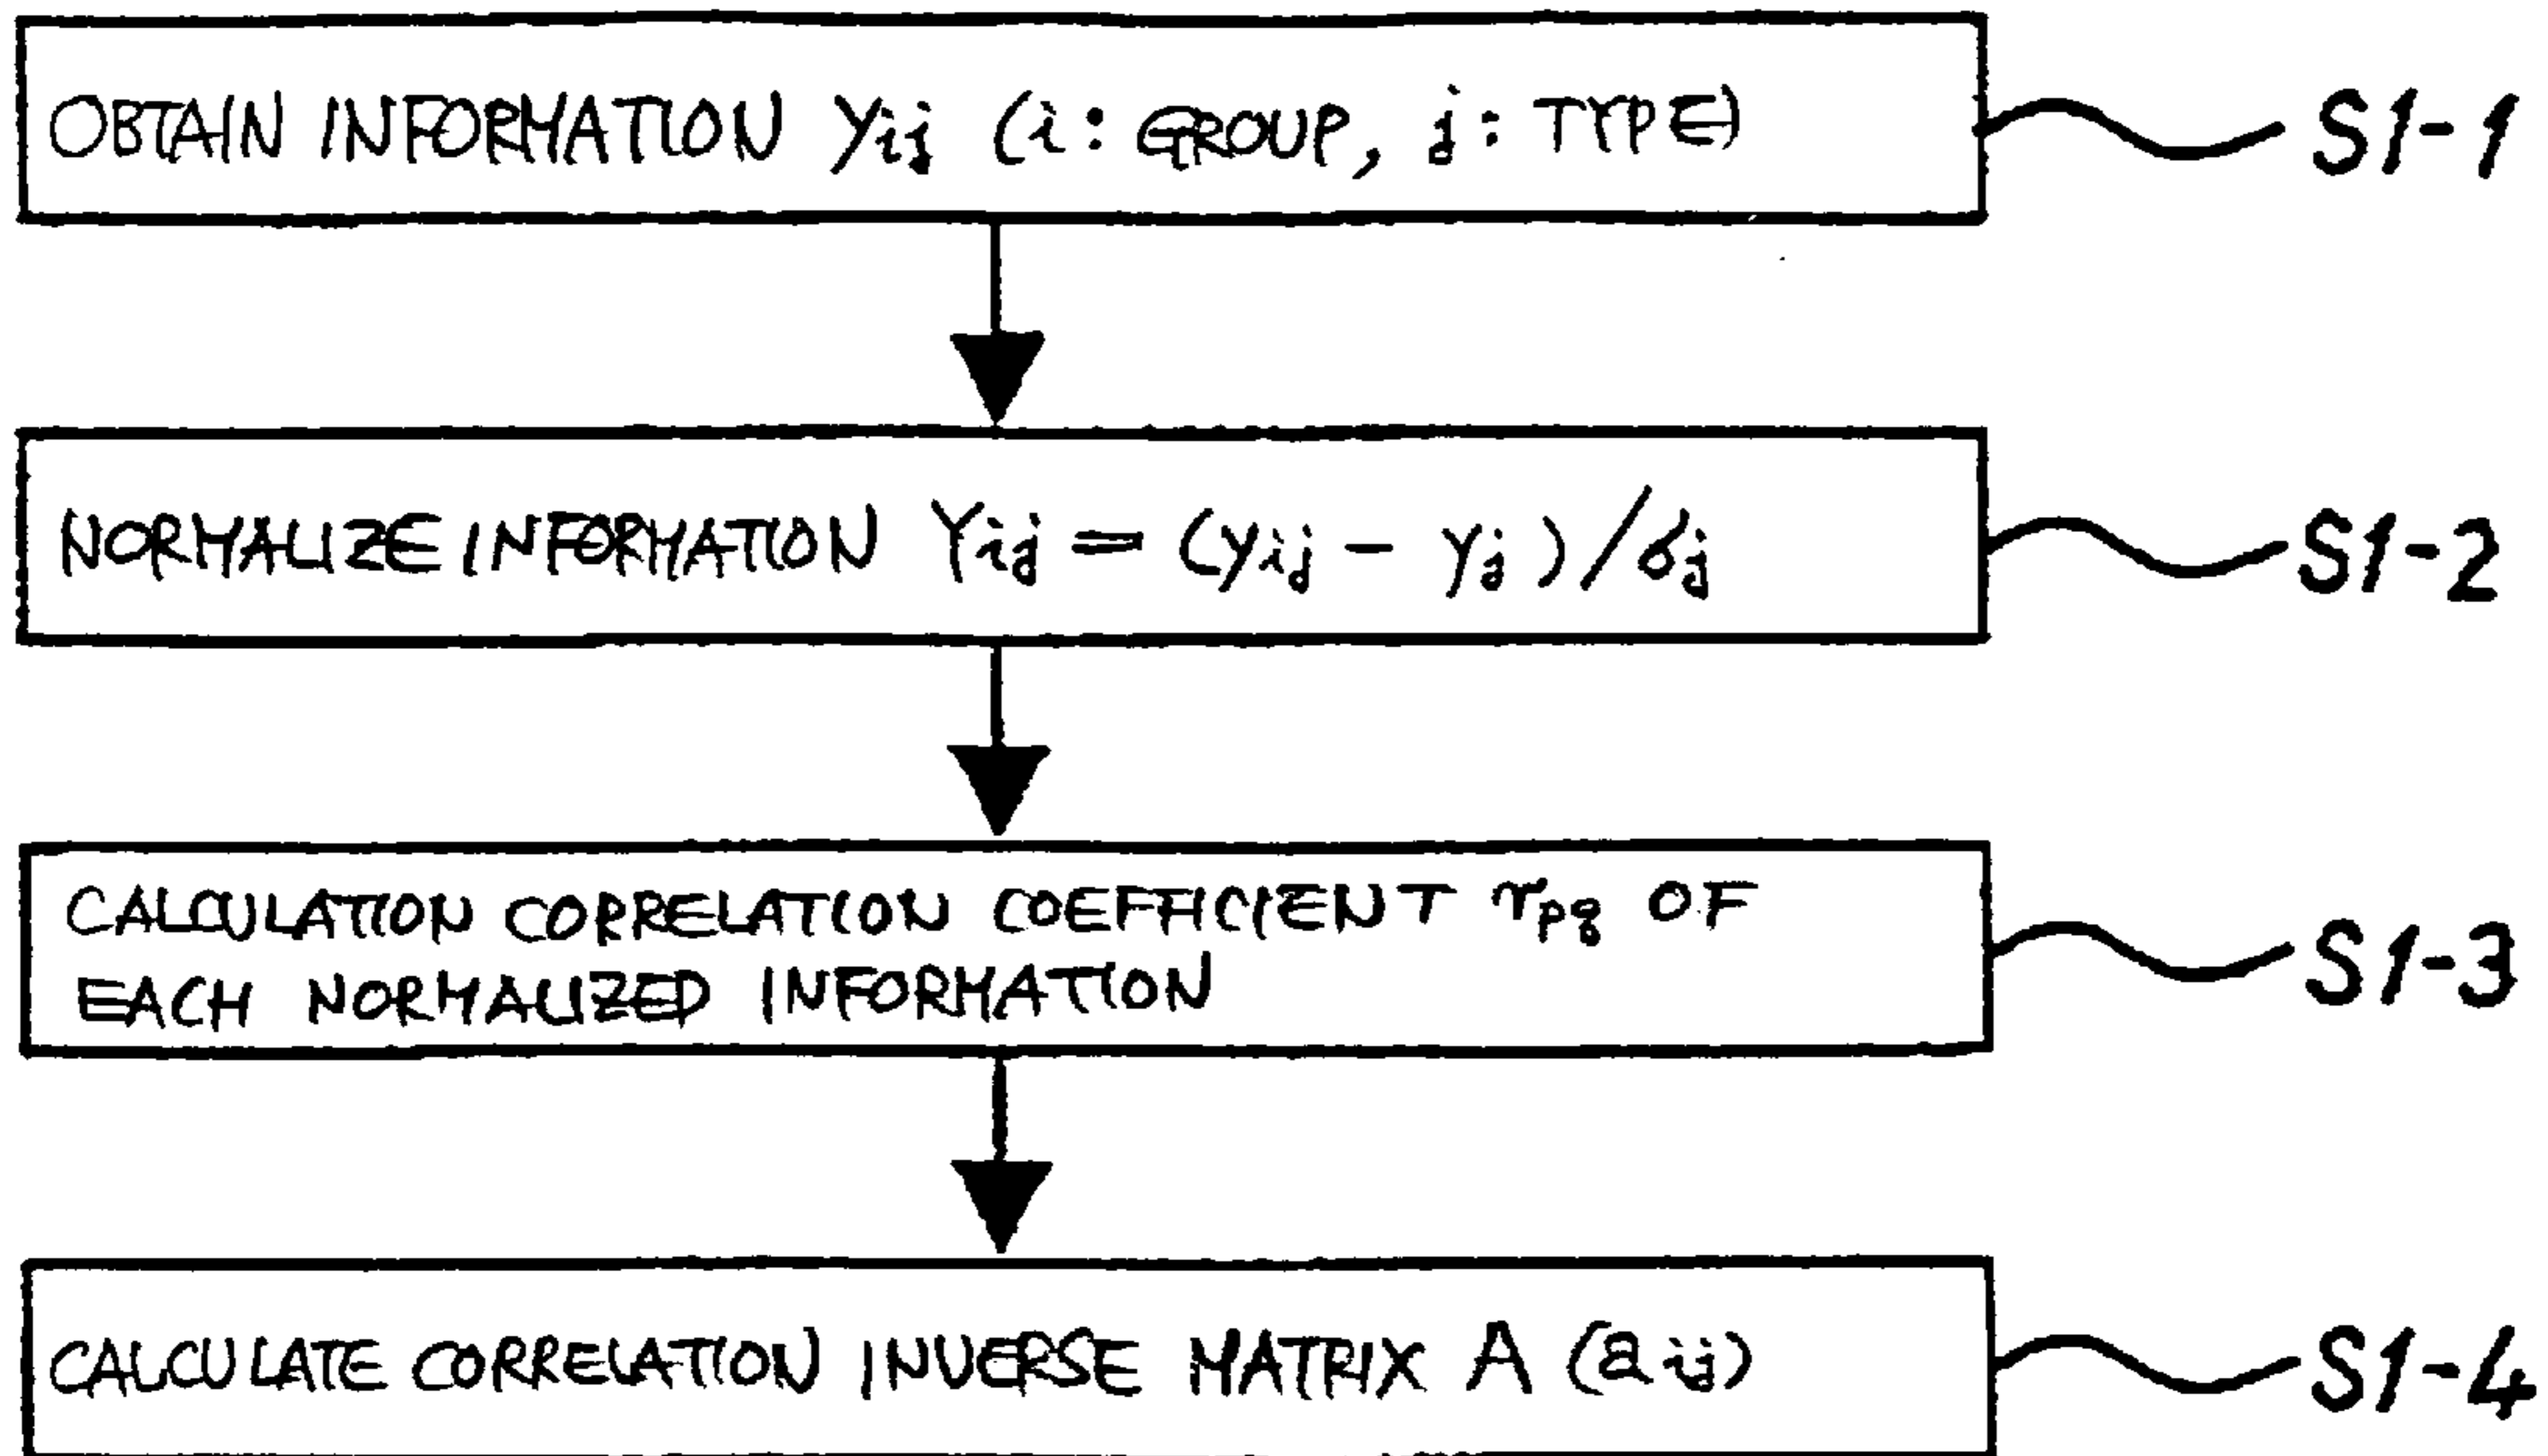 OBTAIN INFORMATION yij (i: GROUP, j: TYPE) S1-1
NORMALIZE INFORMATION Yij = (yij - yj)/σj S1-2
CALCULATION CORRELATION COEFFICIENT rpq OF
EACH NORMALIZED INFORMATION S1-3
CALCULATE CORRELATION INVERSE MATRIX A (aij) S1-4